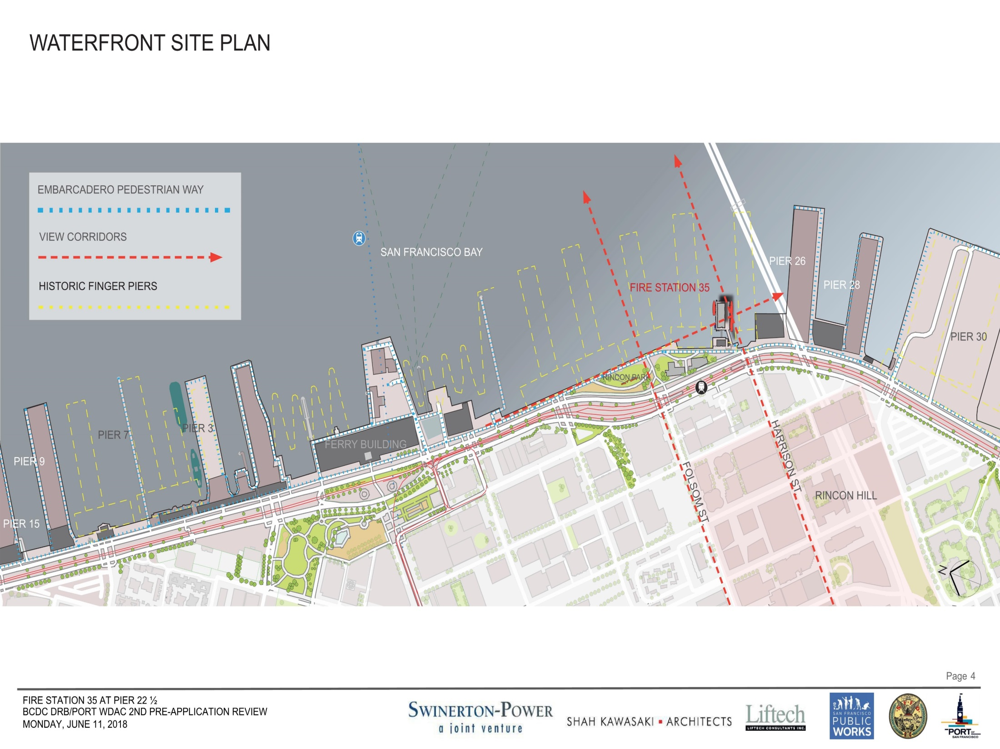 WATERFRONT SITE PLAN
EMBARCADERO PEDESTRIAN WAY
VIEW CORRIDORS
HISTORIC FINGER PIERS
SAN FRANCISCO BAY
PIER 26
FIRE STATION 35
PIER 28
PIER 30
RINCON PARK
PIER 3
PIER 7
FERRY BUILDING
PIER 9
HARRISON ST.
FOLSOM ST.
RINCON HILL
PIER 15
N
Page 4
FIRE STATION 35 AT PIER 22 ½
BCDC DRB/PORT WDAC 2ND PRE-APPLICATION REVIEW
MONDAY, JUNE 11, 2018
SWINERTON-POWER
a joint venture
SHAH KAWASAKI ▪ ARCHITECTS
Liftech
LIFTECH CONSULTANTS INC.
SAN FRANCISCO
PUBLIC
WORKS
S.F.F.D.
PORT OF
SAN FRANCISCO